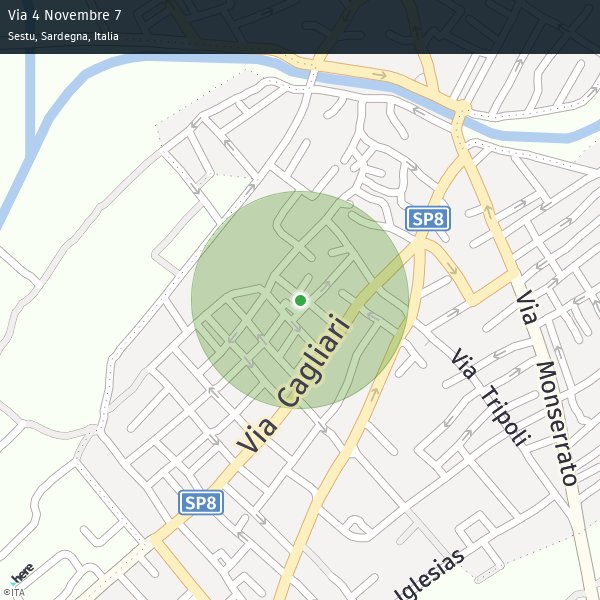 Via 4 Novembre 7
Sestu, Sardegna, Italia
SP8
Via Cagliari
Via Monserrato
Via Tripoli
SP8
Iglesias
here
©ITA